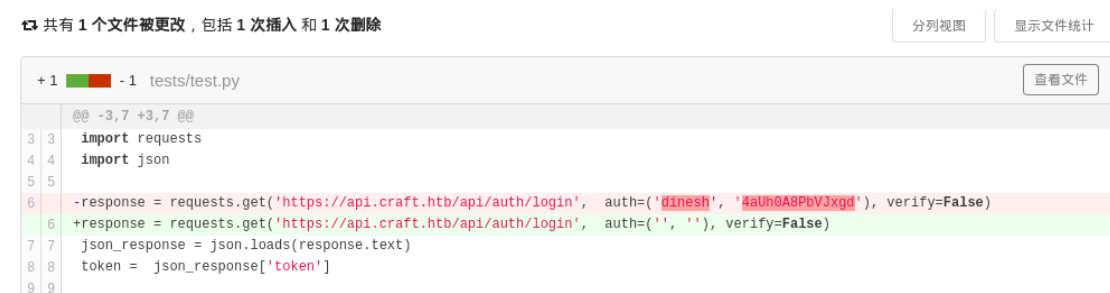 共有 1 个文件被更改，包括 1 次插入 和 1 次删除
分列视图 显示文件统计
+ 1 - 1 tests/test.py 查看文件
@@ -3,7 +3,7 @@
3 3 import requests
4 4 import json
5 5
6 -response = requests.get('https://api.craft.htb/api/auth/login',  auth=('dinesh', '4aUh0A8PbVJxgd'), verify=False)
6 +response = requests.get('https://api.craft.htb/api/auth/login',  auth=('', ''), verify=False)
7 7 json_response = json.loads(response.text)
8 8 token =  json_response['token']
9 9